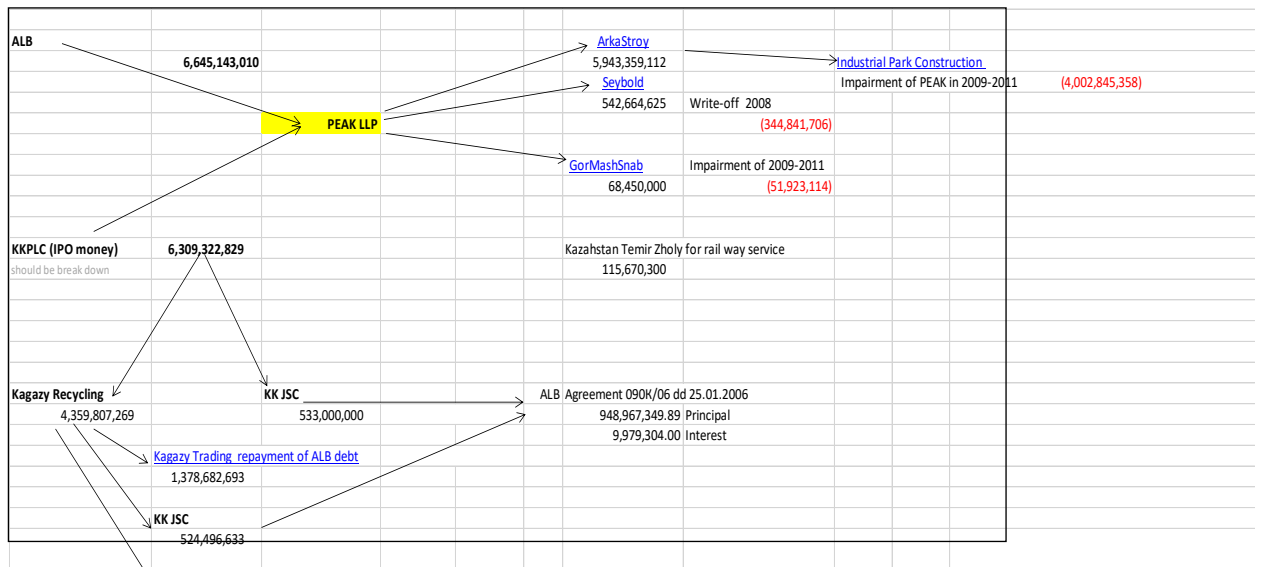 ALB
ArkaStroy
6,645,143,010
5,943,359,112
Industrial Park Construction
Seybold
Impairment of PEAK in 2009-2011
(4,002,845,358)
542,664,625
Write-off 2008
PEAK LLP
(344,841,706)
GorMashSnab
Impairment of 2009-2011
68,450,000
(51,923,114)
KKPLC (IPO money)
6,309,322,829
Kazahstan Temir Zholy for rail way service
should be break down
115,670,300
Kagazy Recycling
KK JSC
ALB Agreement 090К/06 dd 25.01.2006
4,359,807,269
533,000,000
948,967,349.89 Principal
9,979,304.00 Interest
Kagazy Trading repayment of ALB debt
1,378,682,693
KK JSC
524,496,633